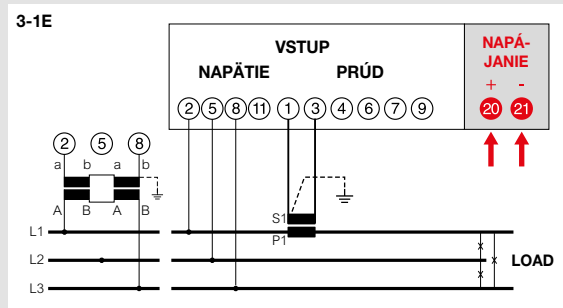 3-1E
VSTUP
NAPÄTIE PRÚD
NAPÁ-
JANIE
+ -
2 5 8 11 1 3 4 6 7 9 20 21
2 5 8
a b a b
A B A B
S1
P1
L1
L2
L3
LOAD